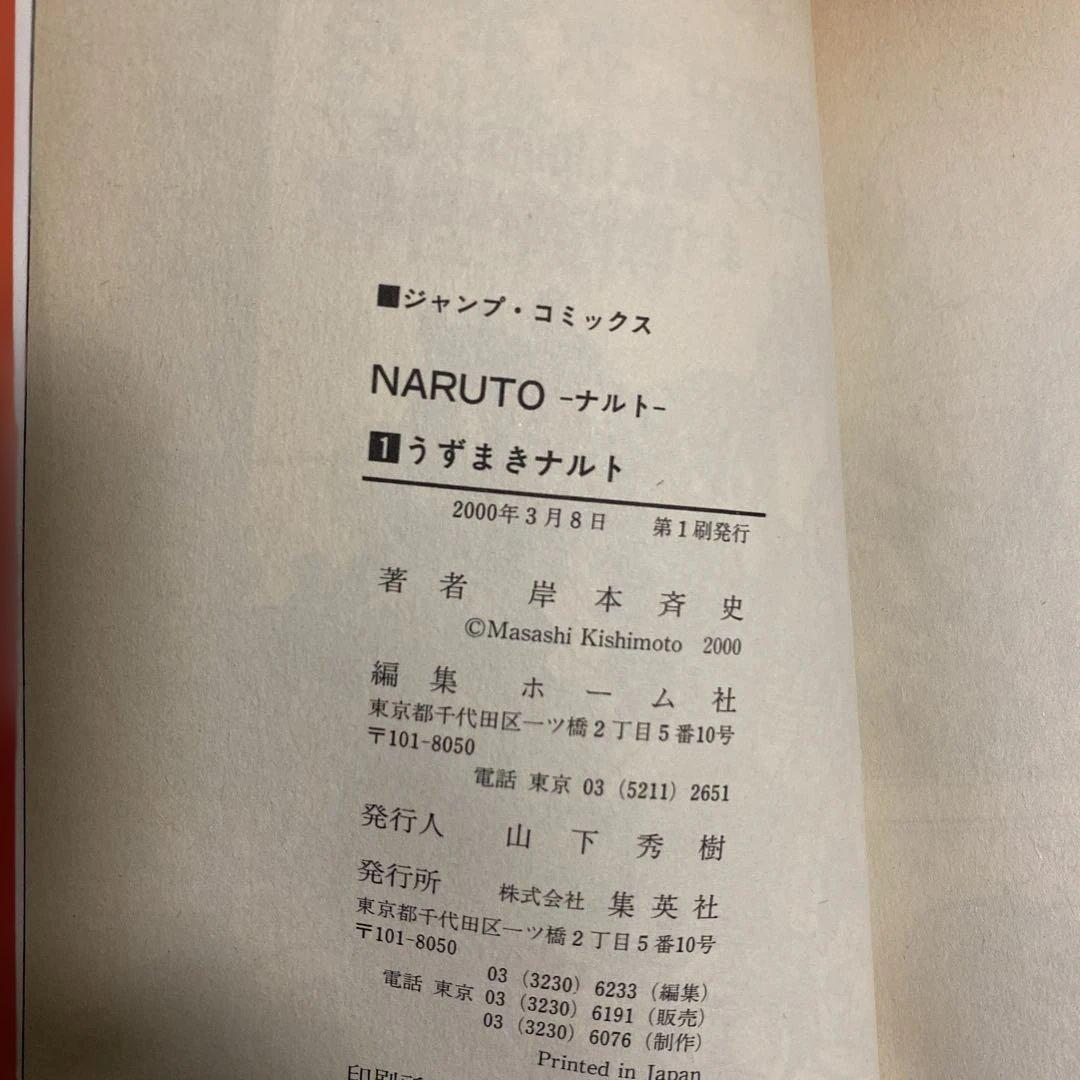 ■ジャンプ・コミックス
NARUTO -ナルト-
1うずまきナルト
2000年3月8日 第1刷発行
著者 岸本斉史
©Masashi Kishimoto 2000
編集 ホーム社
東京都千代田区一ツ橋2丁目5番10号
〒101-8050
電話 東京 03 (5211) 2651
発行人 山下秀樹
発行所 株式会社 集英社
東京都千代田区一ツ橋2丁目5番10号
〒101-8050
03 (3230) 6233 (編集)
電話 東京 03 (3230) 6191 (販売)
03 (3230) 6076 (制作)
Printed in Japan
印刷所